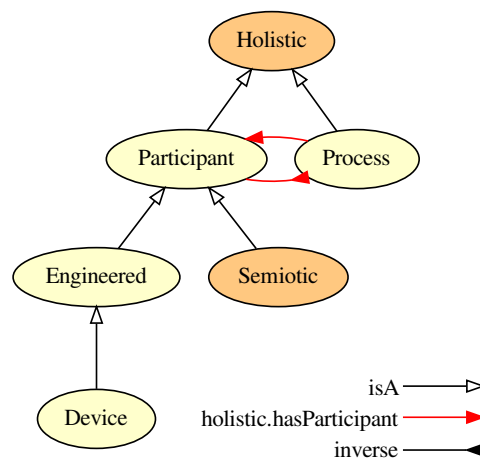 Holistic
Participant
Process
Engineered
Semiotic
Device
isA
holistic.hasParticipant
inverse